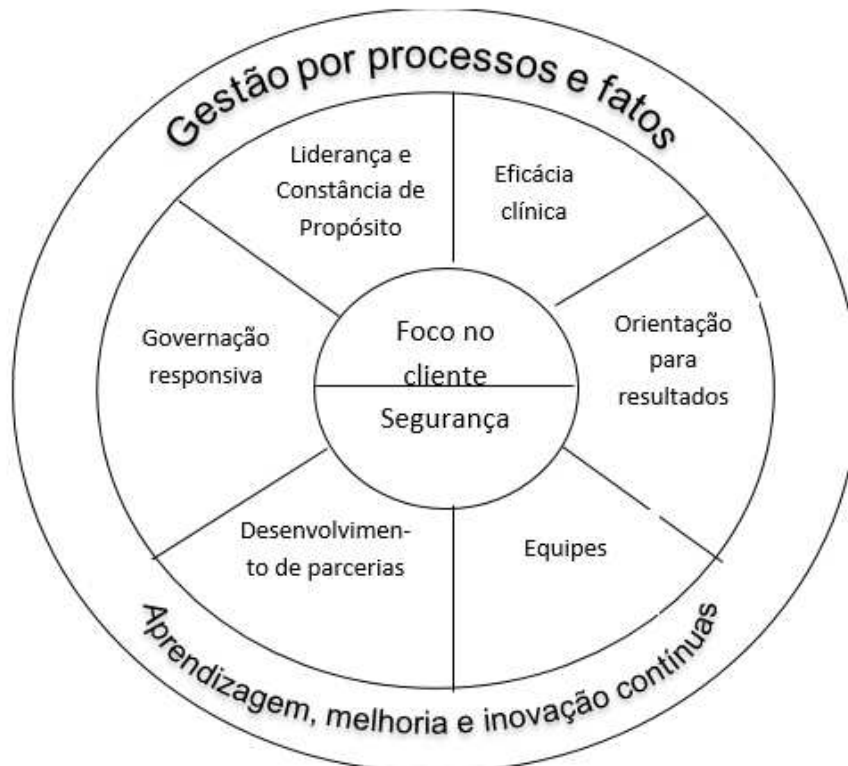 Gestão por processos e fatos
Liderança e
Constância de
Propósito
Eficácia
clínica
Governação
responsiva
Foco no
cliente
Segurança
Orientação
para
resultados
Desenvolvimen-
to de parcerias
Equipes
Aprendizagem, melhoria e inovação contínuas